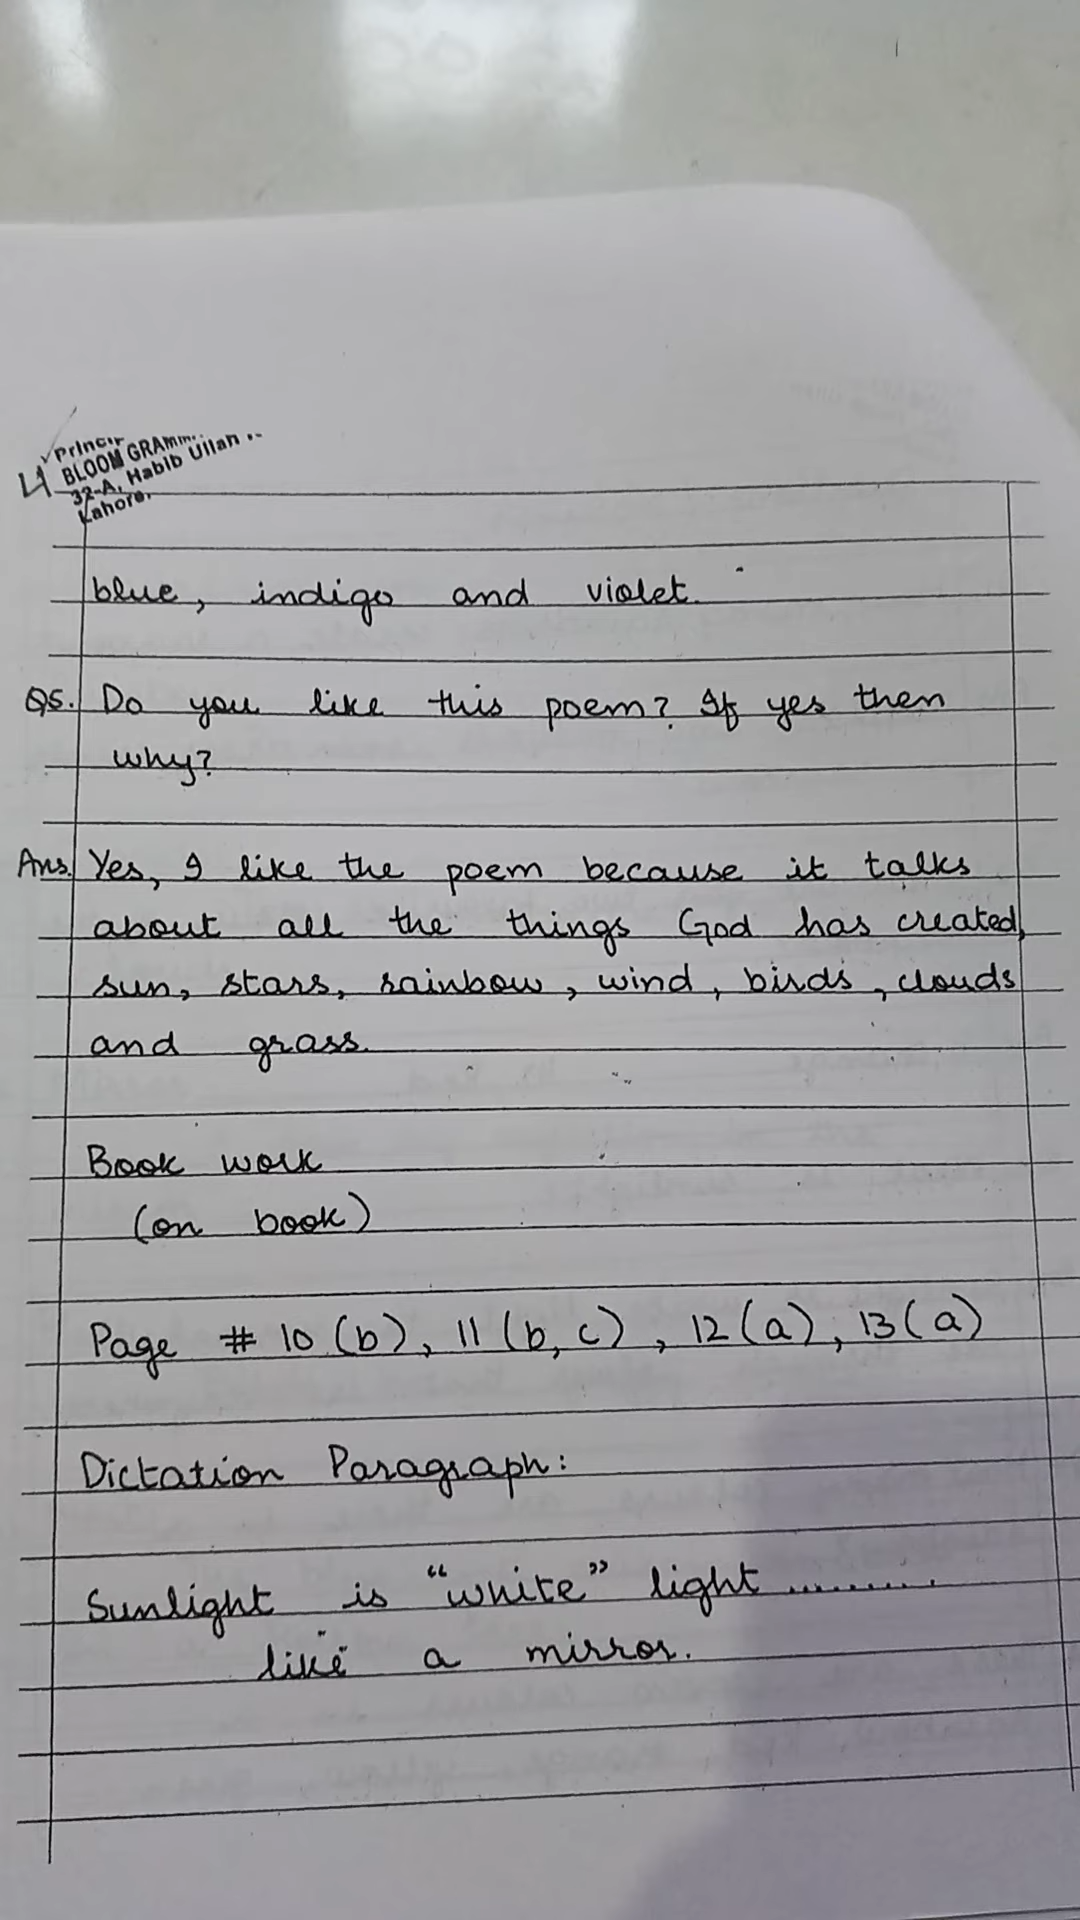 4
BLOOM
32-A, Habib Ullah
Lahore.
blue, indigo and violet.
Q5. Do you like this poem? If yes then
why?
Ans. Yes, I like the poem because it talks
about all the things God has created,
sun, stars, rainbow, wind, birds, clouds
and grass.
Book work
(on book)
Page # 10 (b), 11 (b, c), 12 (a), 13 (a)
Dictation Paragraph:
Sunlight is "white" light ..........
like a mirror.